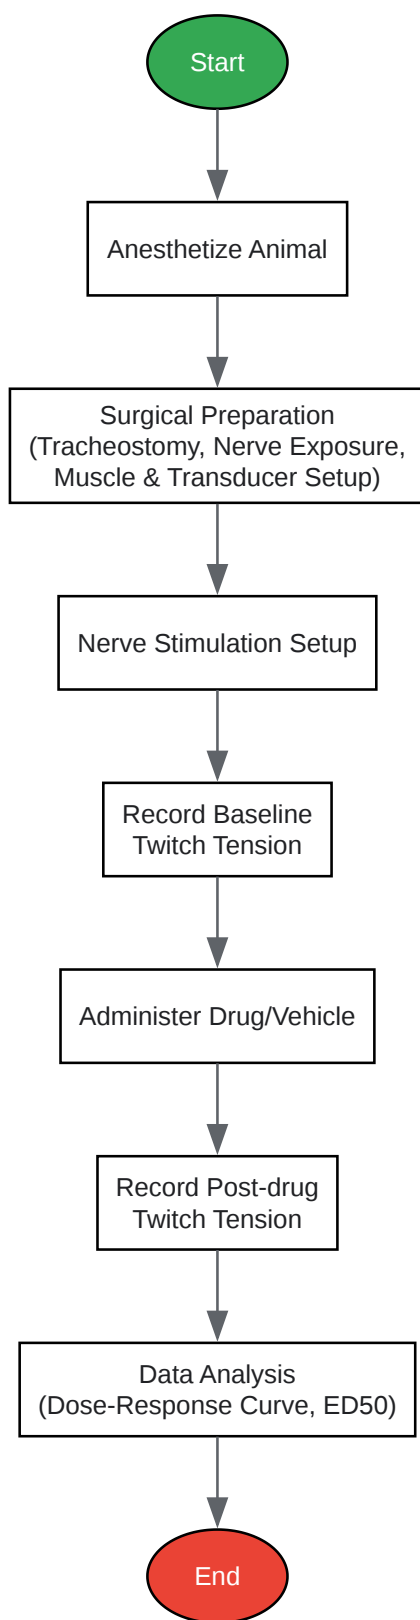 Start
Anesthetize Animal
Surgical Preparation
(Tracheostomy, Nerve Exposure,
Muscle & Transducer Setup)
Nerve Stimulation Setup
Record Baseline
Twitch Tension
Administer Drug/Vehicle
Record Post-drug
Twitch Tension
Data Analysis
(Dose-Response Curve, ED50)
End